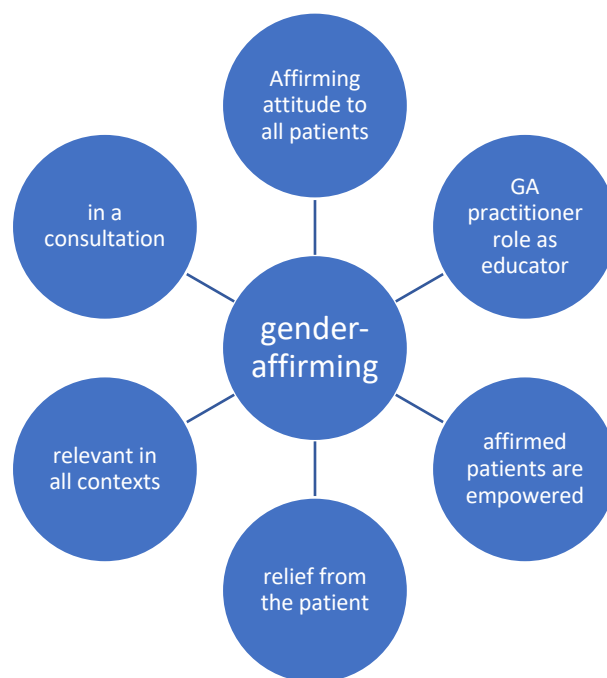 Affirming
attitude to
all patients
GA
practitioner
role as
educator
affirmed
patients are
empowered
relief from
the patient
relevant in
all contexts
in a
consultation
gender-
affirming